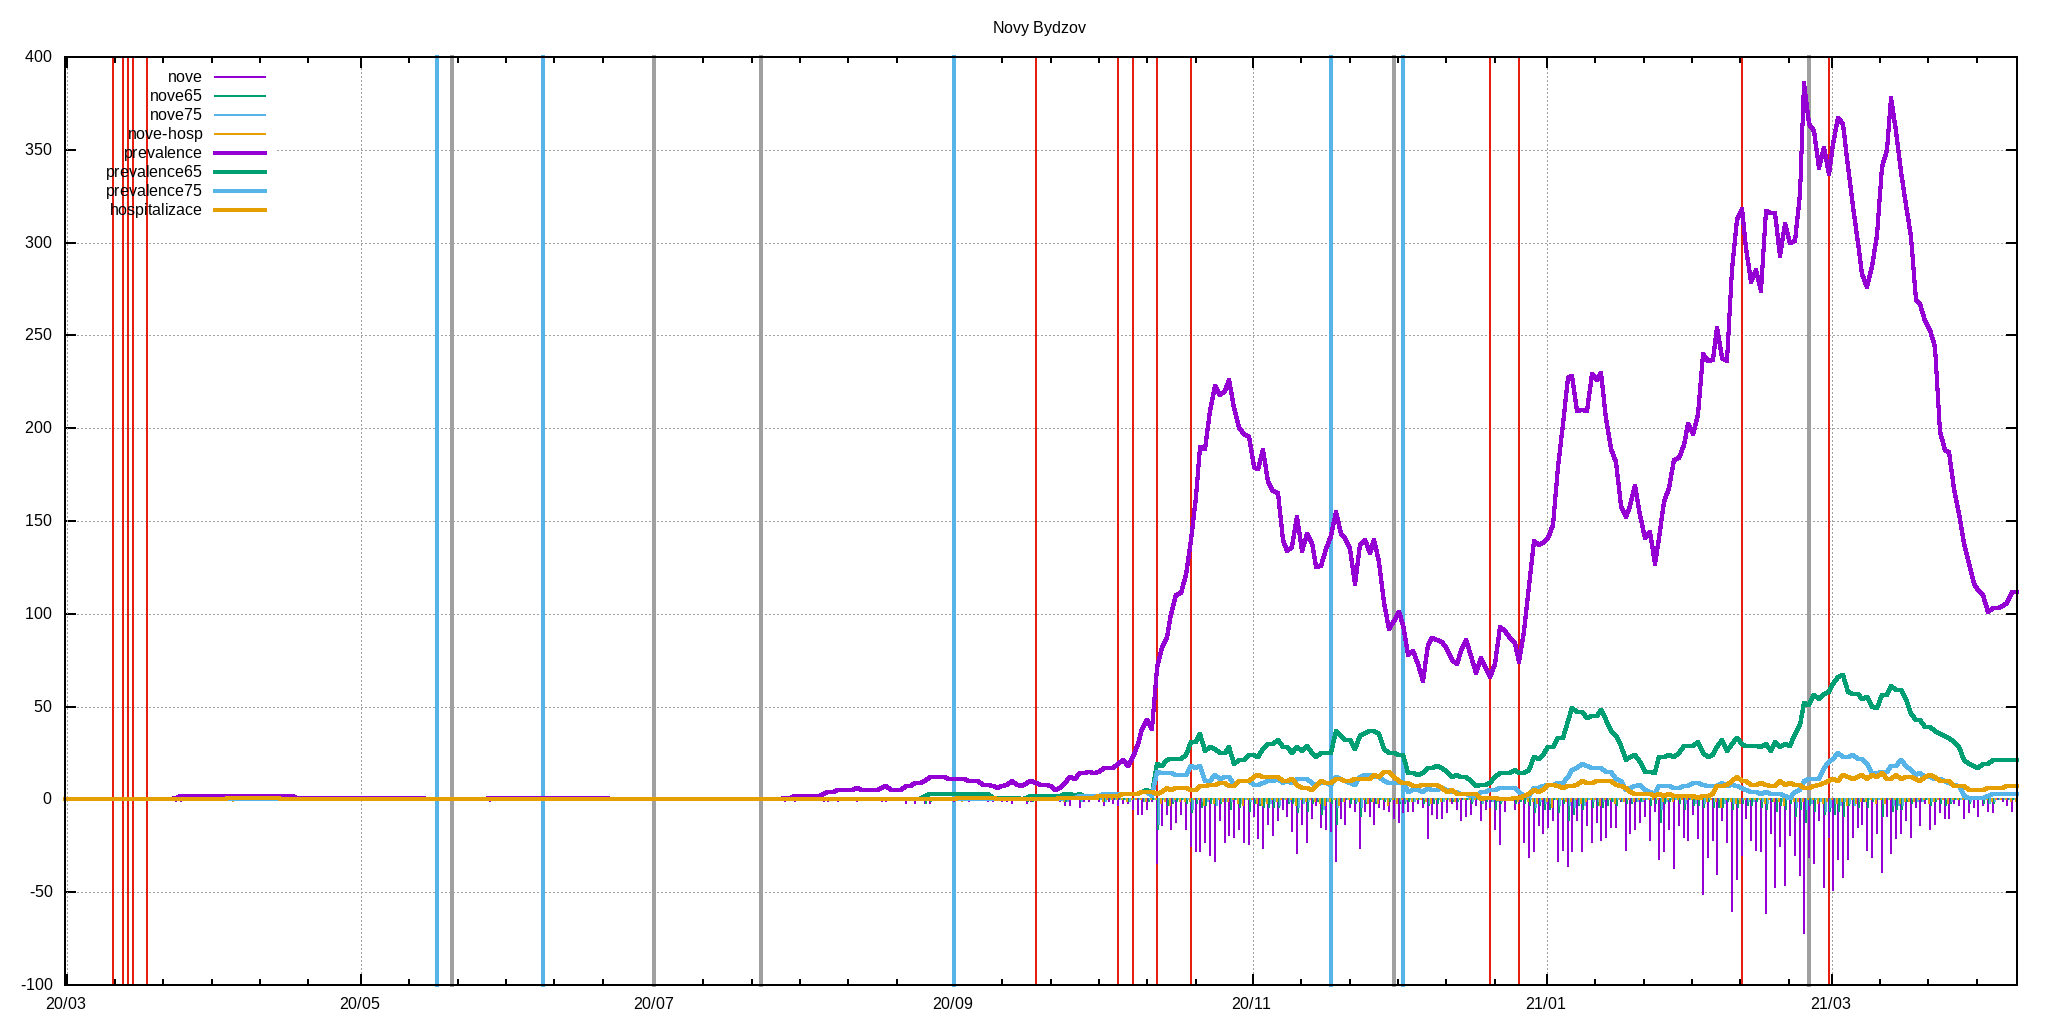 Novy Bydzov
400
350
300
250
200
150
100
50
0
-50
-100
nove
nove65
nove75
nove-hosp
prevalence
prevalence65
prevalence75
hospitalizace
20/03 20/05 20/07 20/09 20/11 21/01 21/03